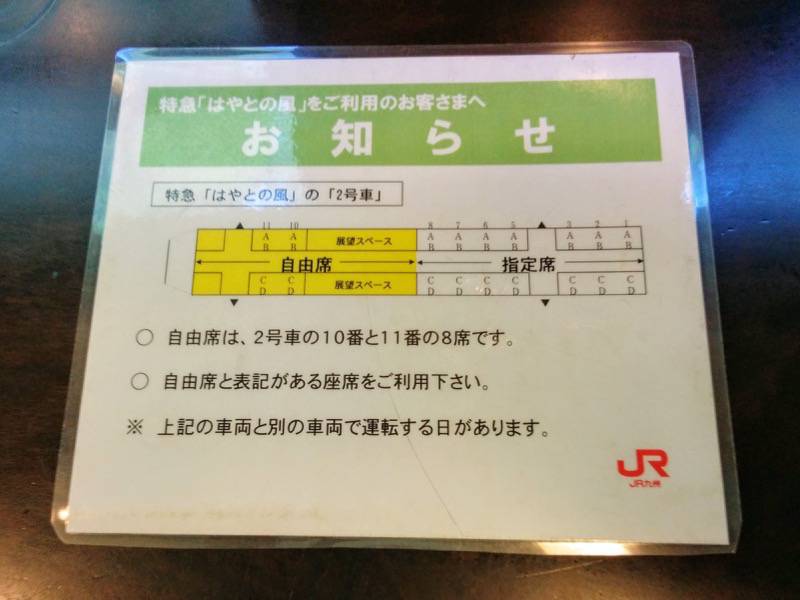 特急「はやとの風」をご利用のお客さまへ
お知らせ
特急「はやとの風」の「2号車」
11 10 8 7 6 5 3 2 1
A A 展望スペース A A A A A A A
B B B B B B B B B
自由席 指定席
C C 展望スペース C C C C C C C
D D D D D D D D D
○ 自由席は、2号車の10番と11番の8席です。
○ 自由席と表記がある座席をご利用下さい。
※ 上記の車両と別の車両で運転する日があります。
JR
JR九州